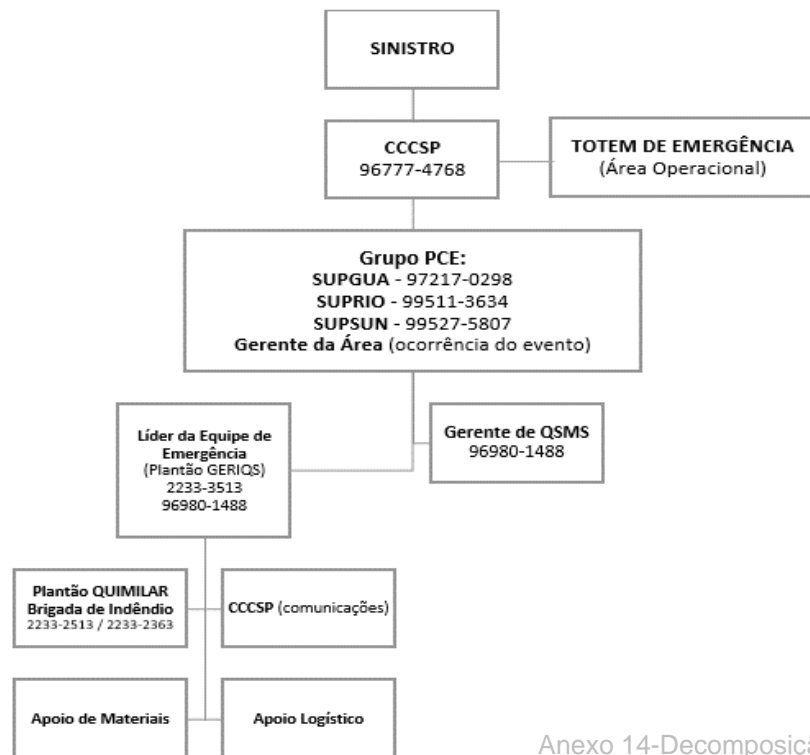 SINISTRO
CCCSP
96777-4768
TOTEM DE EMERGÊNCIA
(Área Operacional)
Grupo PCE:
SUPGUA - 97217-0298
SUPRIO - 99511-3634
SUPSUN - 99527-5807
Gerente da Área (ocorrência do evento)
Líder da Equipe de
Emergência
(Plantão GERIQS)
2233-3513
96980-1488
Gerente de QSMS
96980-1488
Plantão QUIMILAR
Brigada de Indêndio
2233-2513 / 2233-2363
CCCSP (comunicações)
Apoio de Materiais
Apoio Logístico
Anexo 14-Decomposica